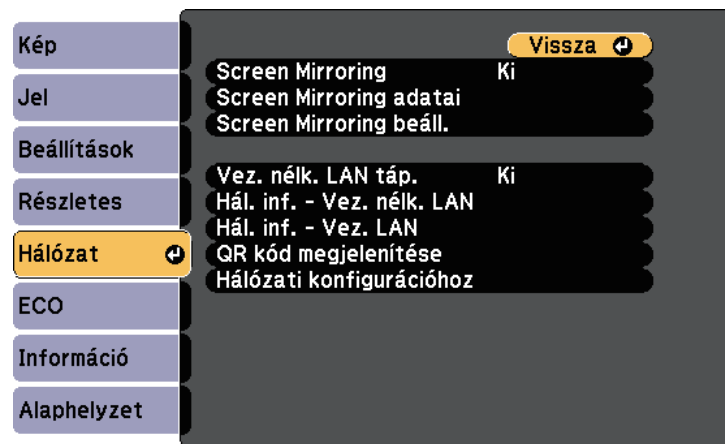 Kép
Jel
Beállítások
Részletes
Hálózat
ECO
Információ
Alaphelyzet
Vissza
Screen Mirroring Ki
Screen Mirroring adatai
Screen Mirroring beáll.
Vez. nélk. LAN táp. Ki
Hál. inf. - Vez. nélk. LAN
Hál. inf. - Vez. LAN
QR kód megjelenítése
Hálózati konfigurációhoz